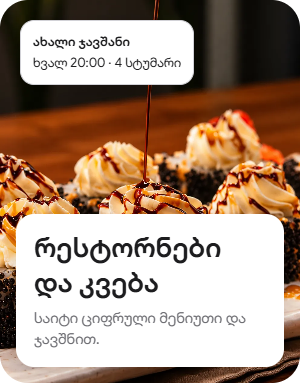 ახალი ჯავშანი
ხვალ 20:00 · 4 სტუმარი
რესტორნები
და კვება
საიტი ციფრული მენიუთი და
ჯავშნით.